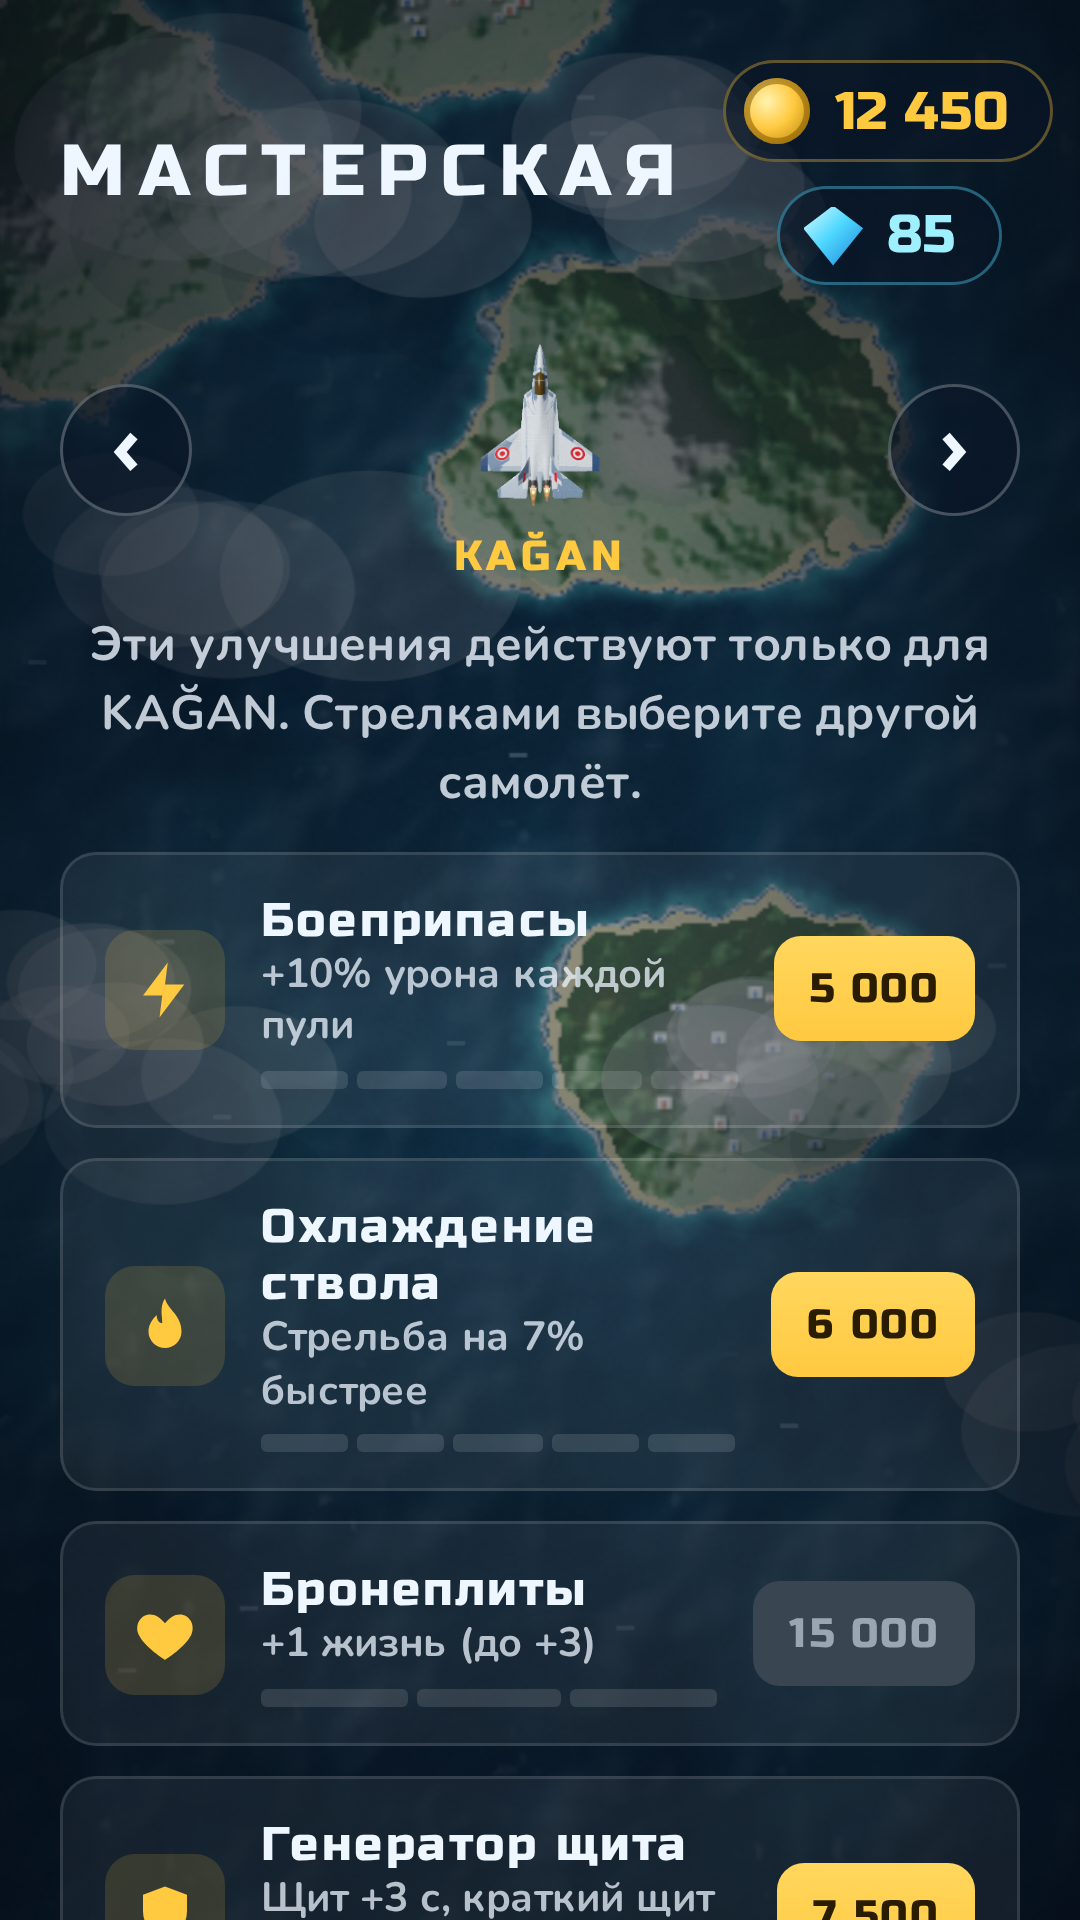 12 450
МАСТЕРСКАЯ
85
KAĞAN
Эти улучшения действуют только для
KAĞAN. Стрелками выберите другой
самолёт.
Боеприпасы
+10% урона каждой
пули
5 000
Охлаждение
ствола
Стрельба на 7%
быстрее
6 000
Бронеплиты
+1 жизнь (до +3)
15 000
Генератор щита
Щит +3 с, краткий щит
7 500